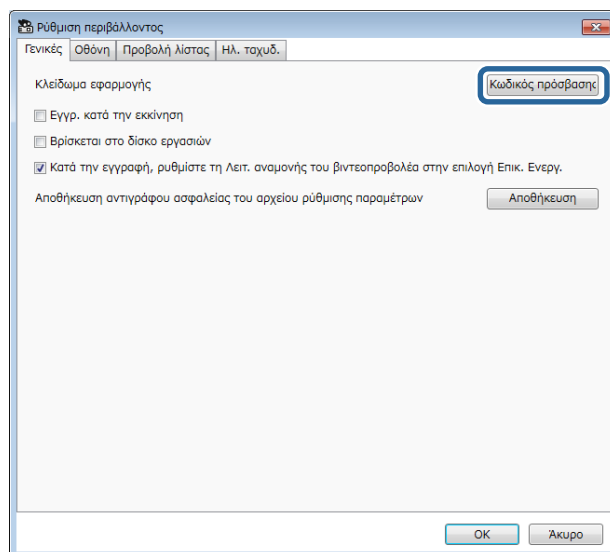 Ρύθμιση περιβάλλοντος
Γενικές Οθόνη Προβολή λίστας Ηλ. ταχυδ.
Κλείδωμα εφαρμογής Κωδικός πρόσβασης
Εγγρ. κατά την εκκίνηση
Βρίσκεται στο δίσκο εργασιών
Κατά την εγγραφή, ρυθμίστε τη Λειτ. αναμονής του βιντεοπροβολέα στην επιλογή Επικ. Ενεργ.
Αποθήκευση αντιγράφου ασφαλείας του αρχείου ρύθμισης παραμέτρων Αποθήκευση
OK Άκυρο